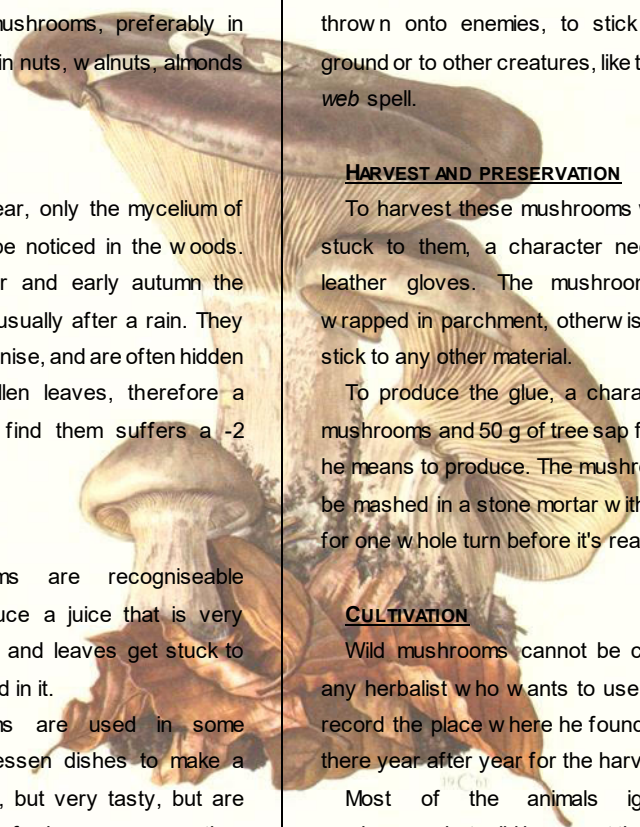 mushrooms, preferably in
in nuts, walnuts, almonds
ear, only the mycelium of
be noticed in the woods.
r and early autumn the
usually after a rain. They
nise, and are often hidden
llen leaves, therefore a
find them suffers a -2
ms are recogniseable
uce a juice that is very
and leaves get stuck to
d in it.
ns are used in some
essen dishes to make a
, but very tasty, but are
thrown onto enemies, to stick
ground or to other creatures, like t
web spell.
HARVEST AND PRESERVATION
To harvest these mushrooms w
stuck to them, a character nee
leather gloves. The mushroom
wrapped in parchment, otherwis
stick to any other material.
To produce the glue, a chara
mushrooms and 50 g of tree sap f
he means to produce. The mushro
be mashed in a stone mortar with
for one whole turn before it's rea
CULTIVATION
Wild mushrooms cannot be c
any herbalist who wants to use
record the place where he found
there year after year for the harv
Most of the animals ig